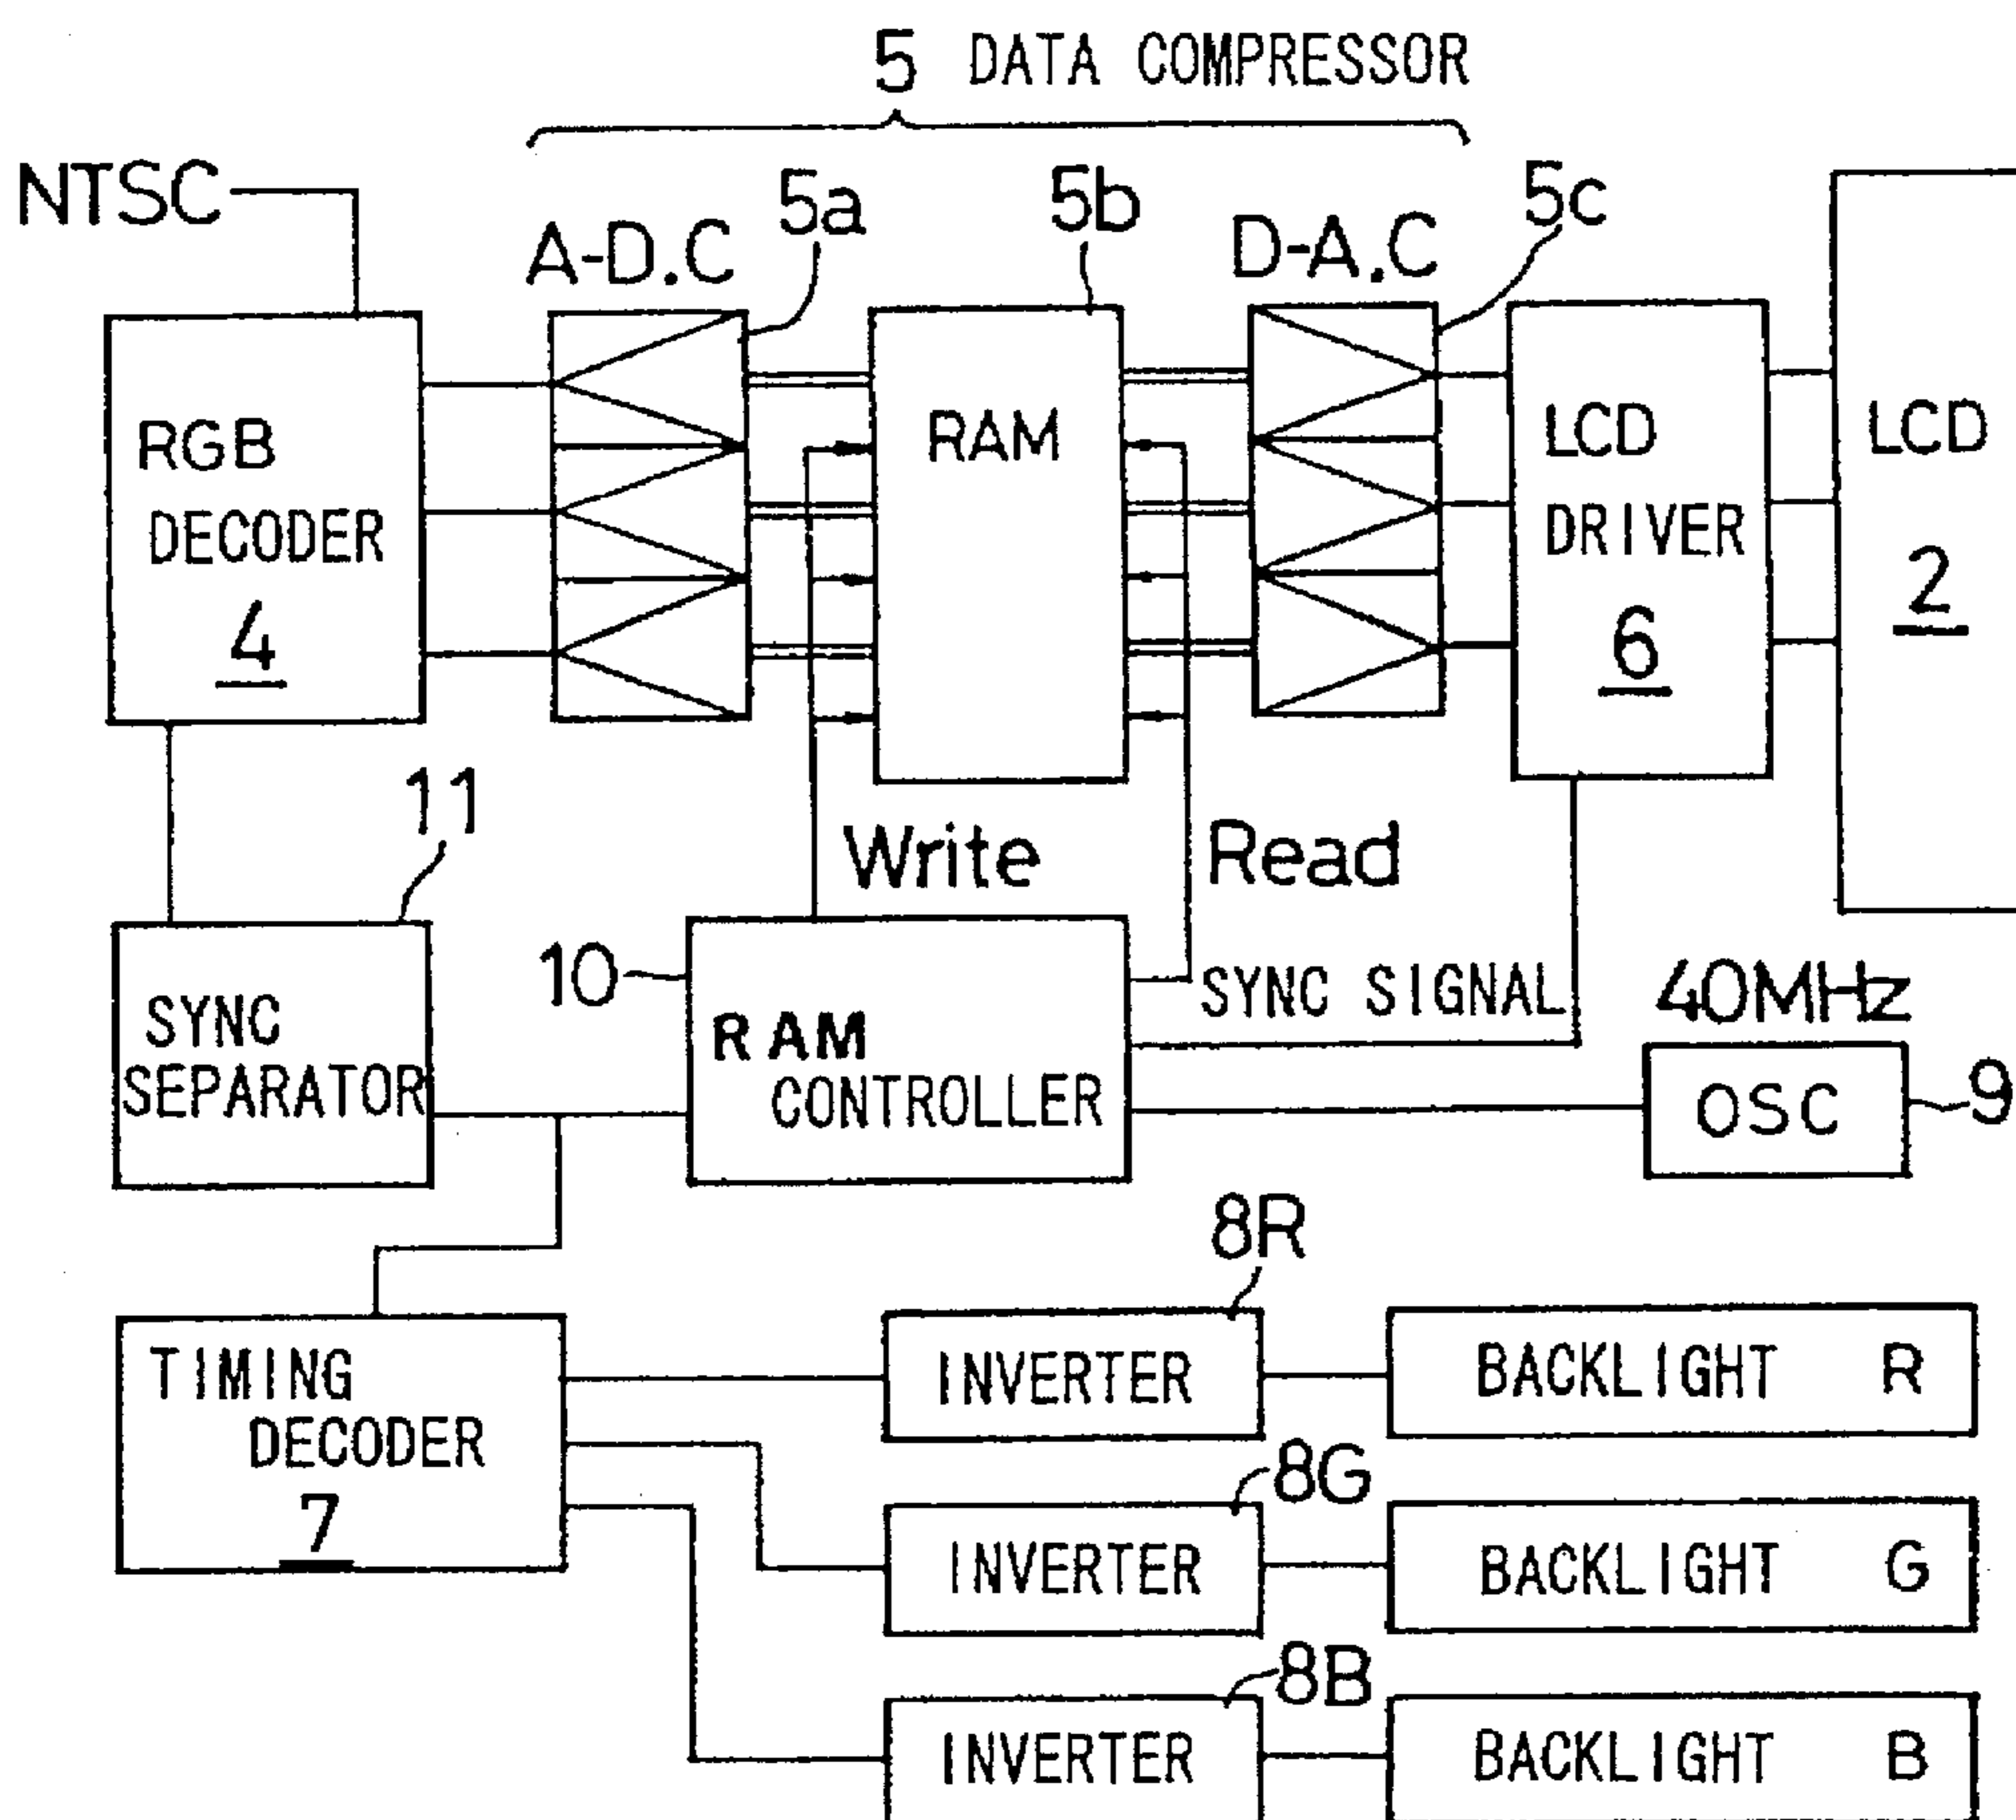 5 DATA COMPRESSOR
NTSC
A-D.C
5a
5b
D-A.C
5c
RGB
DECODER
4
RAM
LCD
DRIVER
6
LCD
2
11
Write
Read
10
SYNC
SEPARATOR
RAM
CONTROLLER
SYNC SIGNAL
40MHz
OSC
9
8R
TIMING
DECODER
7
INVERTER
BACKLIGHT R
8G
INVERTER
BACKLIGHT G
8B
INVERTER
BACKLIGHT B